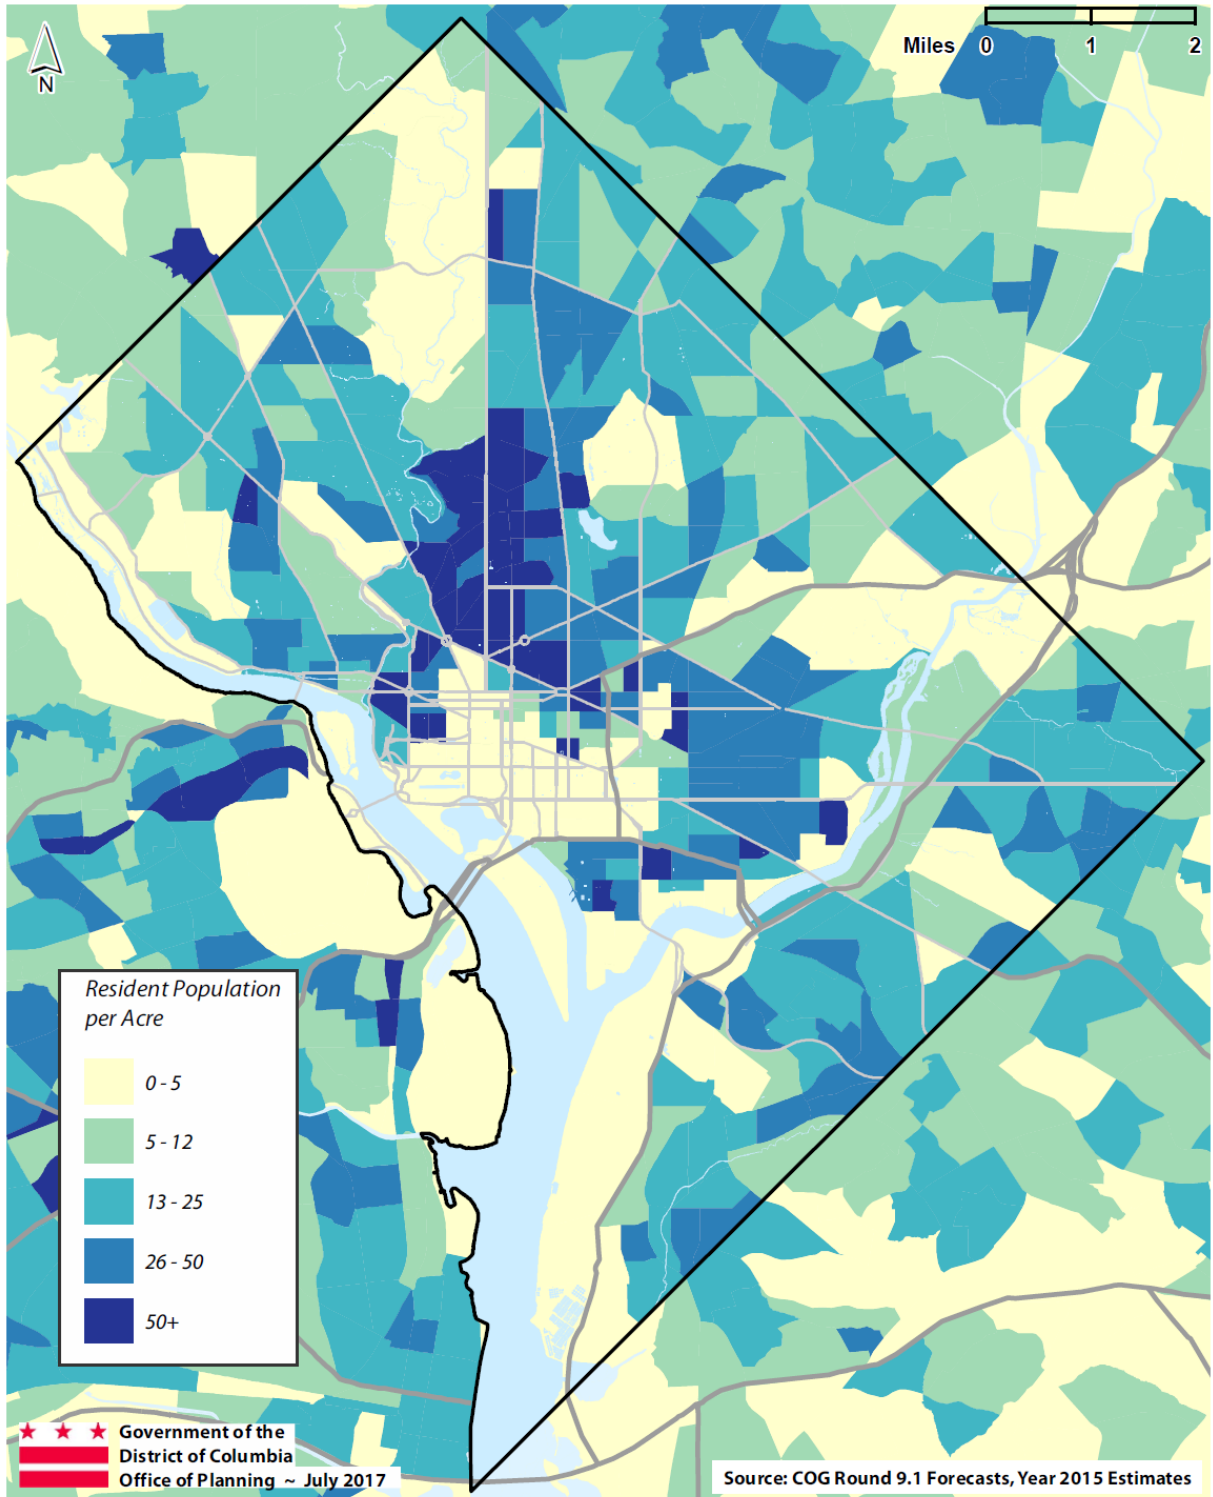 Miles 0 1 2
N
Resident Population
per Acre
0 - 5
5 - 12
13 - 25
26 - 50
50+
Government of the
District of Columbia
Office of Planning ~ July 2017
Source: COG Round 9.1 Forecasts, Year 2015 Estimates